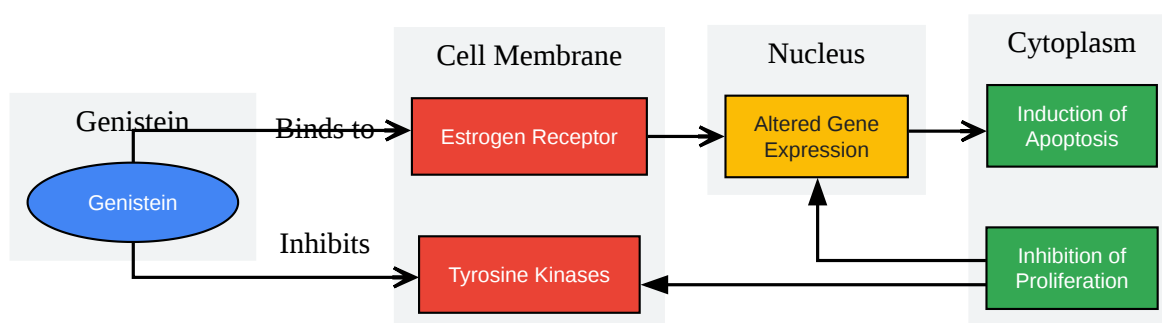 Genistein
Genistein
Binds to
Inhibits
Cell Membrane
Estrogen Receptor
Tyrosine Kinases
Nucleus
Altered Gene
Expression
Cytoplasm
Induction of
Apoptosis
Inhibition of
Proliferation